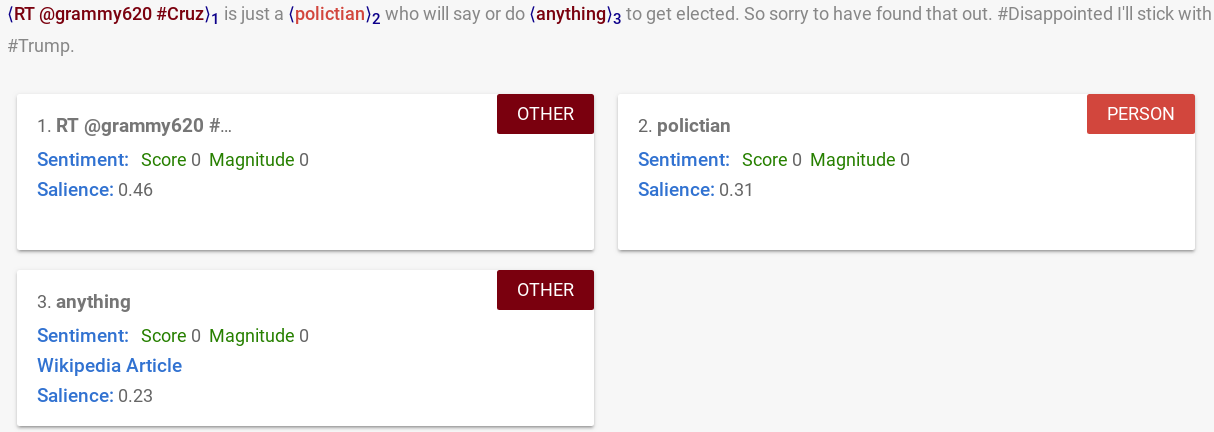 ⟨RT @grammy620 #Cruz⟩1 is just a ⟨polictian⟩2 who will say or do ⟨anything⟩3 to get elected. So sorry to have found that out. #Disappointed I'll stick with
#Trump.
OTHER
1. RT @grammy620 #...
Sentiment: Score 0 Magnitude 0
Salience: 0.46
PERSON
2. polictian
Sentiment: Score 0 Magnitude 0
Salience: 0.31
OTHER
3. anything
Sentiment: Score 0 Magnitude 0
Wikipedia Article
Salience: 0.23